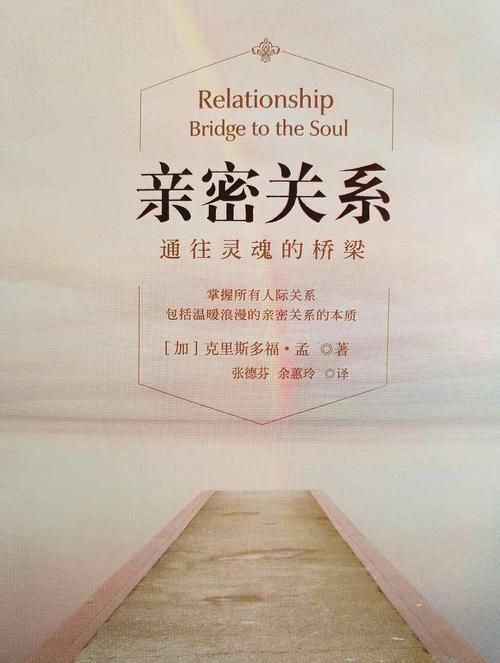 Relationship
Bridge to the Soul
亲密关系
通往灵魂的桥梁
掌握所有人际关系
包括温暖浪漫的亲密关系的本质
[加]克里斯多福·孟 ◎著
张德芬 余蕙玲 ◎译